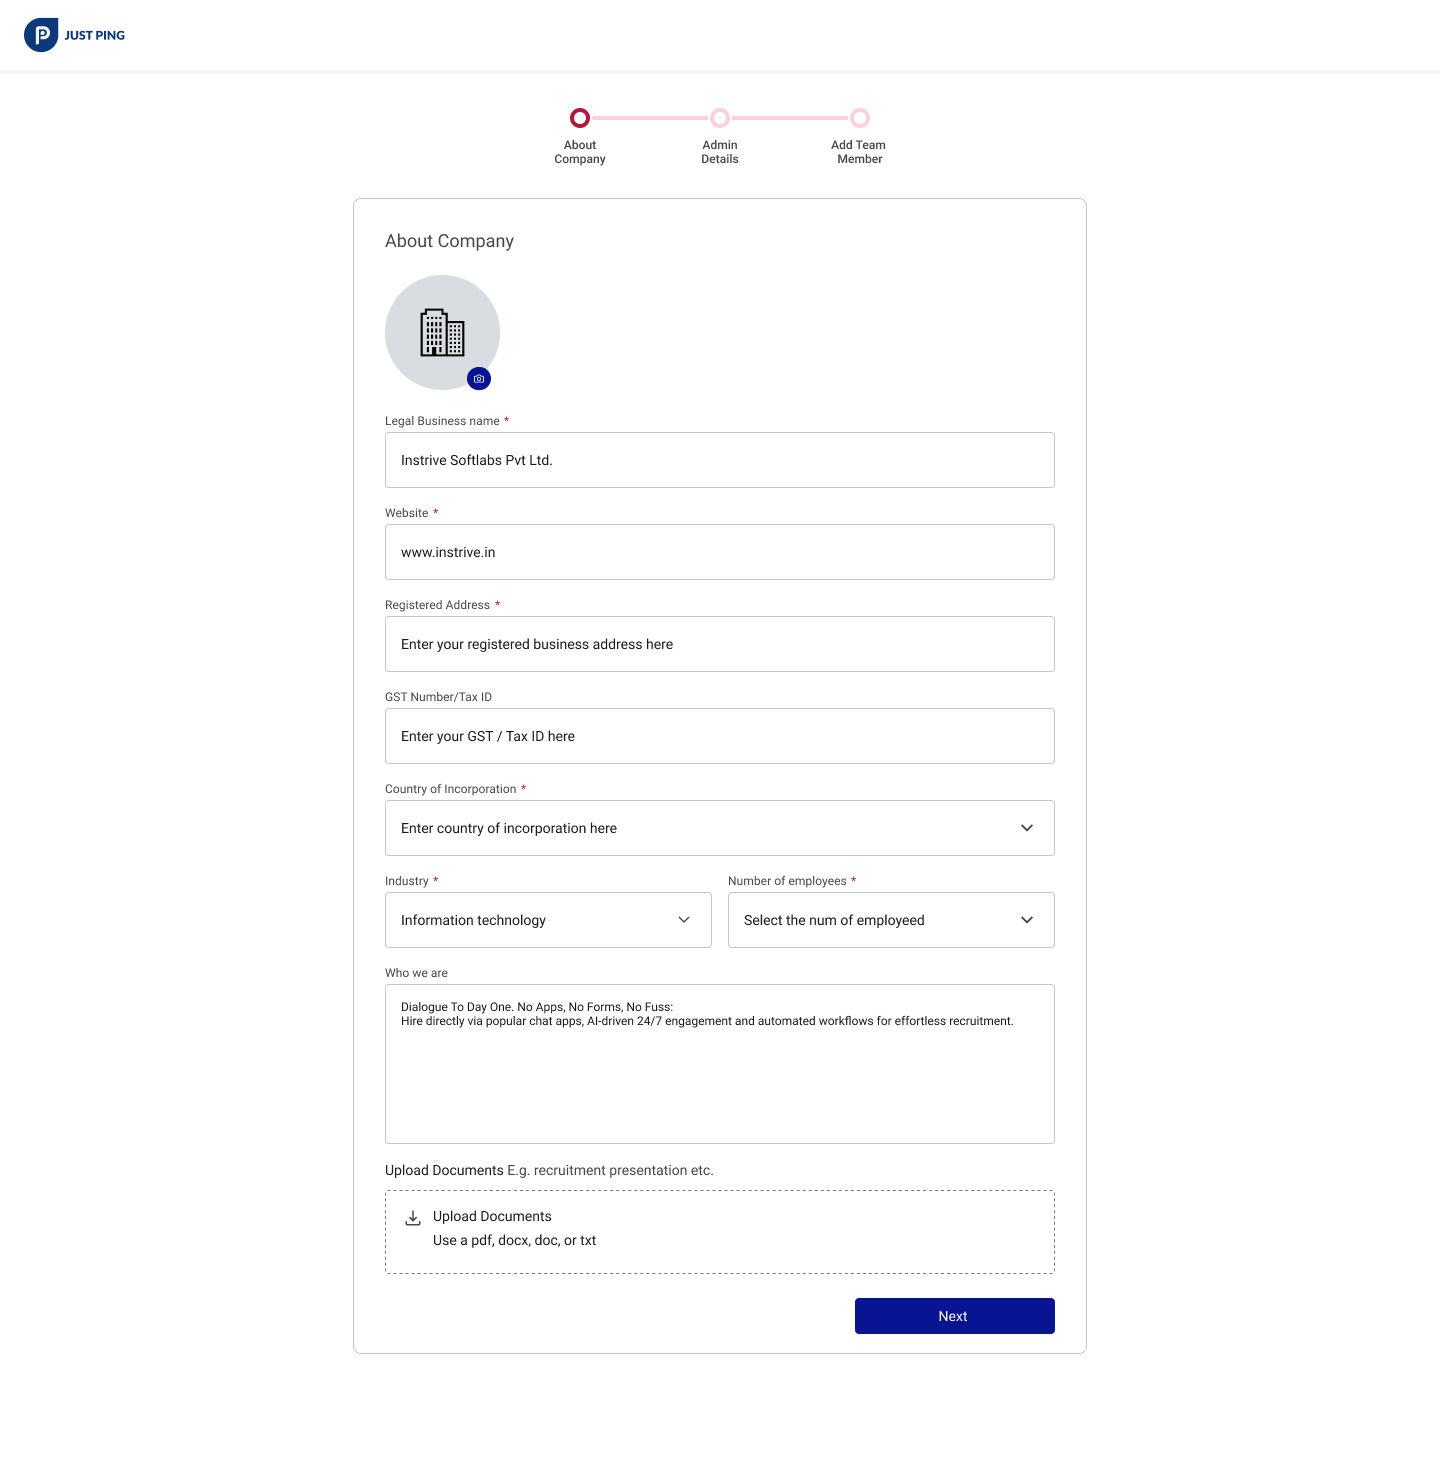 JUST PING
About
Company
Admin
Details
Add Team
Member
About Company
Legal Business name *
Instrive Softlabs Pvt Ltd.
Website *
www.instrive.in
Registered Address *
Enter your registered business address here
GST Number/Tax ID
Enter your GST / Tax ID here
Country of Incorporation *
Enter country of incorporation here
Industry *
Information technology
Number of employees *
Select the num of employeed
Who we are
Dialogue To Day One. No Apps, No Forms, No Fuss:
Hire directly via popular chat apps, AI-driven 24/7 engagement and automated workflows for effortless recruitment.
Upload Documents E.g. recruitment presentation etc.
Upload Documents
Use a pdf, docx, doc, or txt
Next